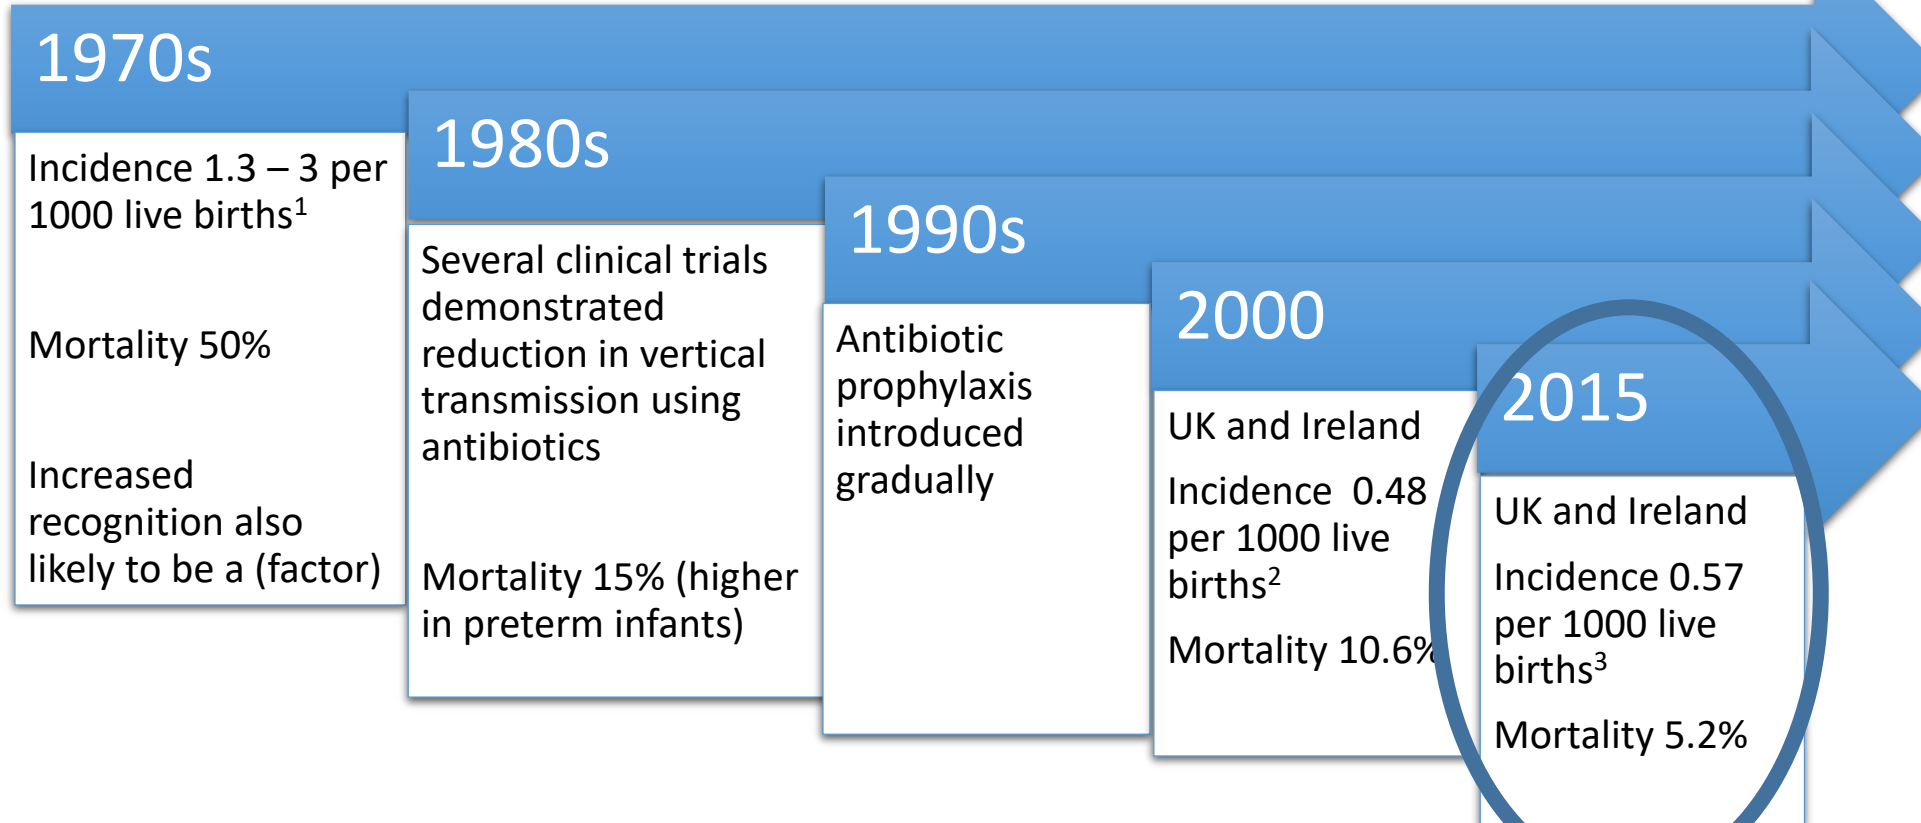 1970s
Incidence 1.3 – 3 per
1000 live births¹
Mortality 50%
Increased
recognition also
likely to be a (factor)
1980s
Several clinical trials
demonstrated
reduction in vertical
transmission using
antibiotics
Mortality 15% (higher
in preterm infants)
1990s
Antibiotic
prophylaxis
introduced
gradually
2000
UK and Ireland
Incidence 0.48
per 1000 live
births²
Mortality 10.6%
2015
UK and Ireland
Incidence 0.57
per 1000 live
births³
Mortality 5.2%